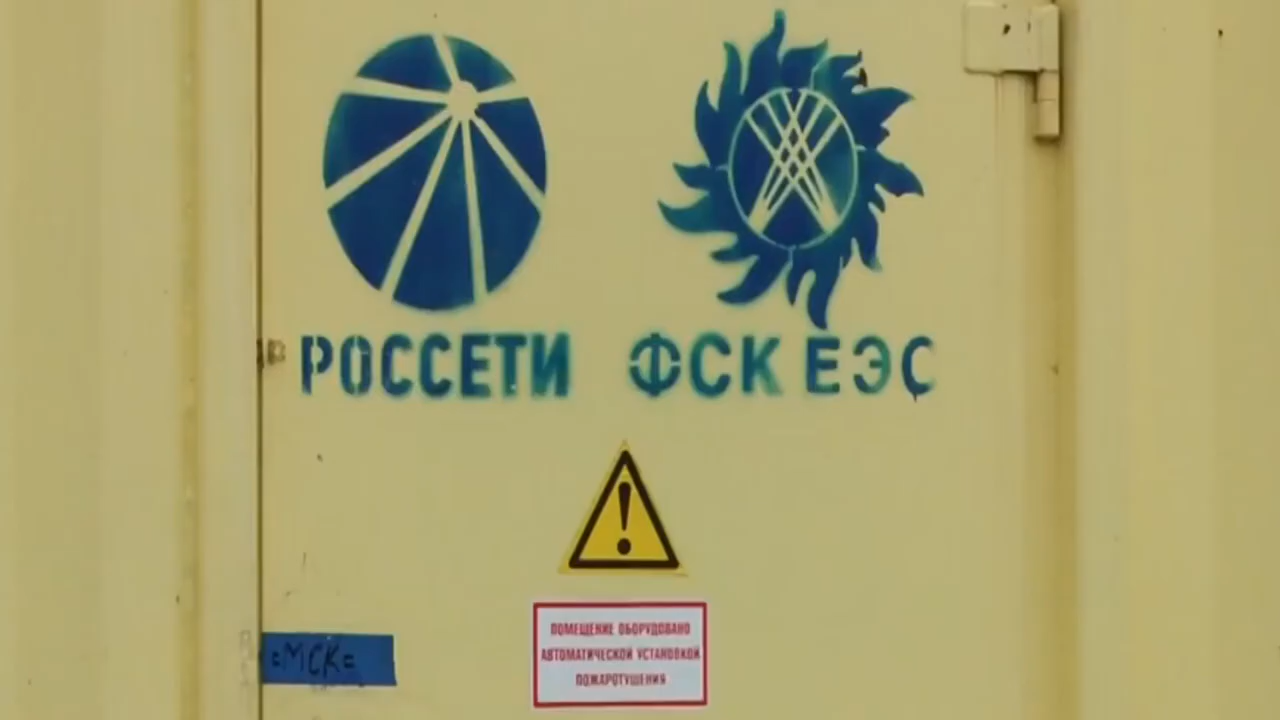 РОССЕТИ ФСК ЕЭС
ПОМЕЩЕНИЕ ОБОРУДОВАНО
АВТОМАТИЧЕСКОЙ УСТАНОВКОЙ
ПОЖАРОТУШЕНИЯ
=МСК=